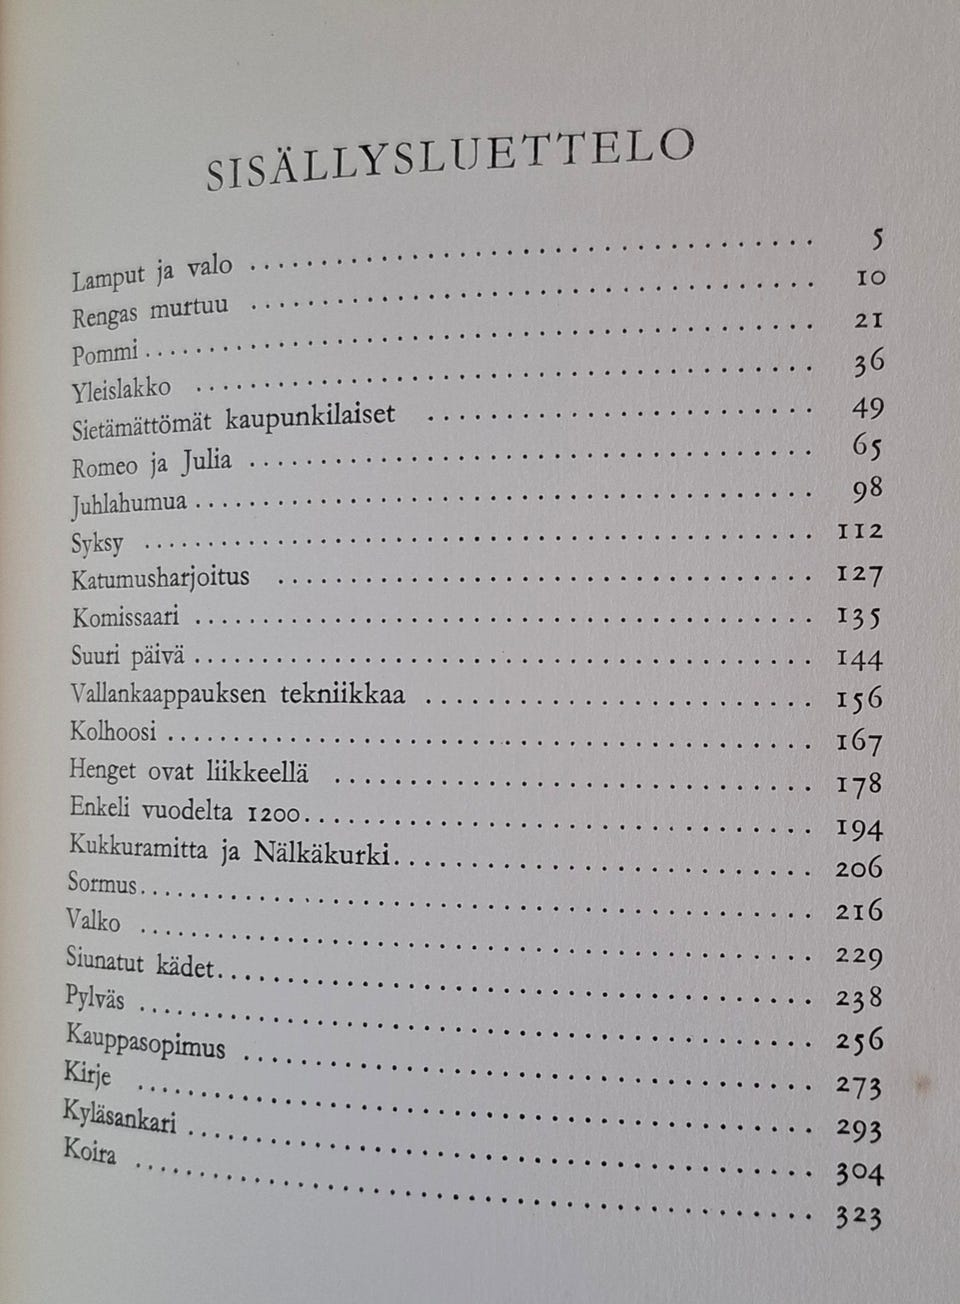 SISÄLLYSLUETTELO
Lamput ja valo ........ 5
Rengas murtuu ........ 10
Pommi ........ 21
Yleislakko ........ 36
Sietämättömät kaupunkilaiset ........ 49
Romeo ja Julia ........ 65
Juhlahumua ........ 98
Syksy ........ 112
Katumusharjoitus ........ 127
Komissaari ........ 135
Suuri päivä ........ 144
Vallankaappauksen tekniikkaa ........ 156
Kolhoosi ........ 167
Henget ovat liikkeellä ........ 178
Enkeli vuodelta 1200 ........ 194
Kukkuramitta ja Nälkäkurki ........ 206
Sormus ........ 216
Valko ........ 229
Siunatut kädet ........ 238
Pylväs ........ 256
Kauppasopimus ........ 273
Kirje ........ 293
Kyläsankari ........ 304
Koira ........ 323